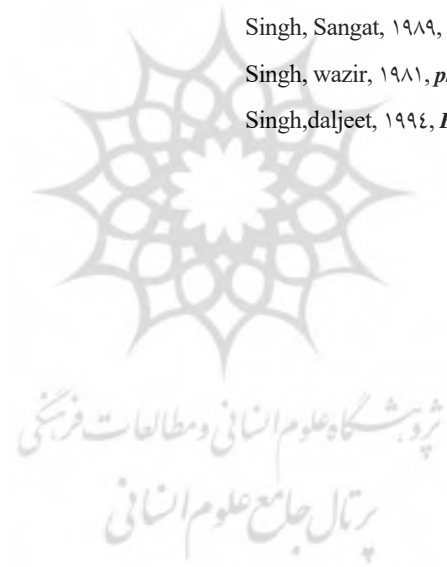 Singh, Sangat, ۱۹۸۹,
Singh, wazir, ۱۹۸۱,
Singh,daljeet, ۱۹۹٤,
پژوهشگاه علوم انسانی و مطالعات فرهنگی
پرتال جامع علوم انسانی